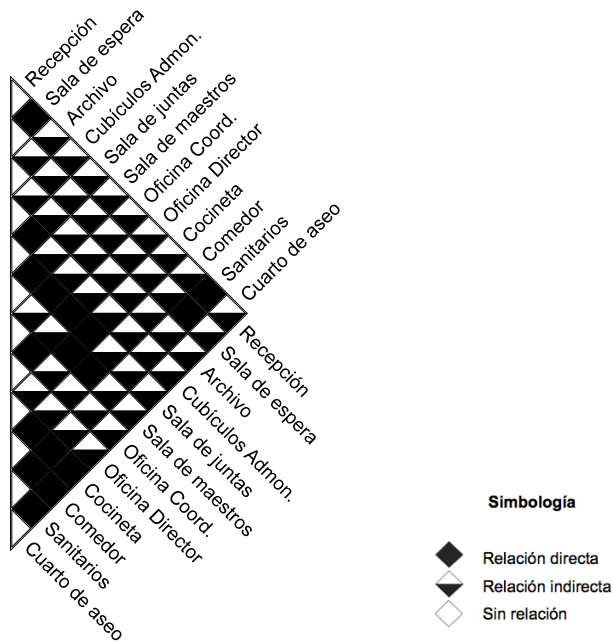 Recepción
Sala de espera
Archivo
Cubículos Admon.
Sala de juntas
Sala de maestros
Oficina Coord.
Oficina Director
Cocineta
Comedor
Sanitarios
Cuarto de aseo
Recepción
Sala de espera
Archivo
Cubículos Admon.
Sala de juntas
Sala de maestros
Oficina Coord.
Oficina Director
Cocineta
Comedor
Sanitarios
Cuarto de aseo
Simbología
Relación directa
Relación indirecta
Sin relación